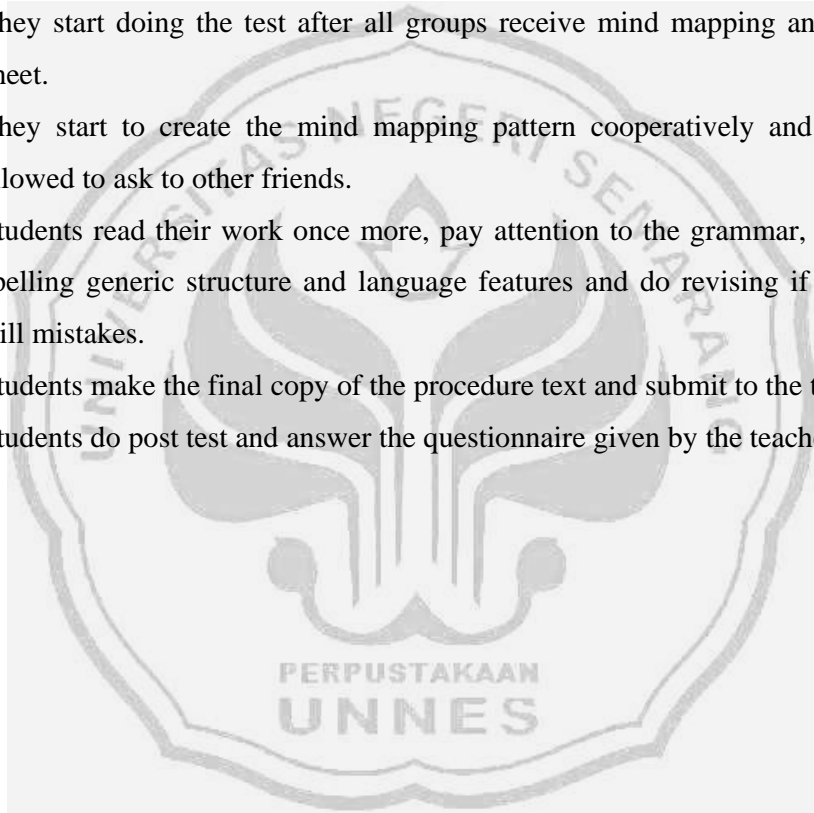 hey start doing the test after all groups receive mind mapping an
heet.
hey start to create the mind mapping pattern cooperatively and
llowed to ask to other friends.
tudents read their work once more, pay attention to the grammar,
pelling generic structure and language features and do revising if
ill mistakes.
tudents make the final copy of the procedure text and submit to the t
tudents do post test and answer the questionnaire given by the teach
UNIVERSITAS NEGERI SEMARANG
PERPUSTAKAAN
UNNES